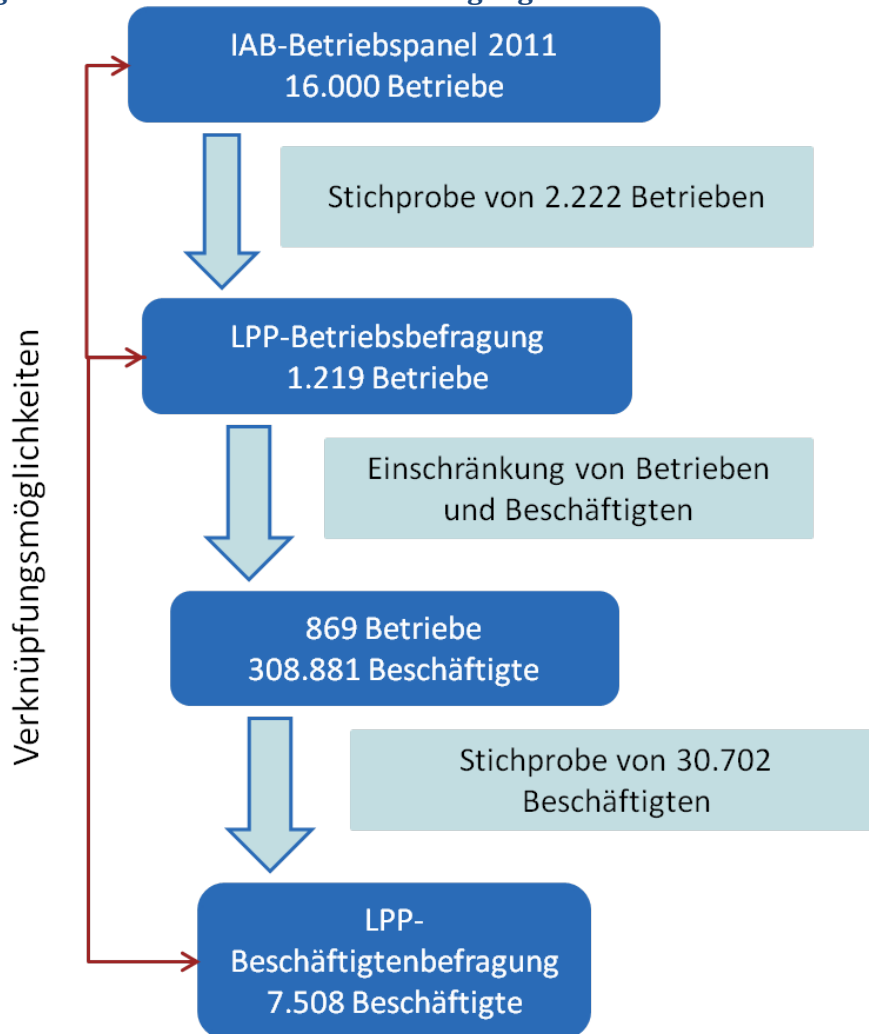 IAB-Betriebspanel 2011
16.000 Betriebe
Stichprobe von 2.222 Betrieben
LPP-Betriebsbefragung
1.219 Betriebe
Einschränkung von Betrieben
und Beschäftigten
869 Betriebe
308.881 Beschäftigte
Stichprobe von 30.702
Beschäftigten
LPP-
Beschäftigtenbefragung
7.508 Beschäftigte
Verknüpfungsmöglichkeiten